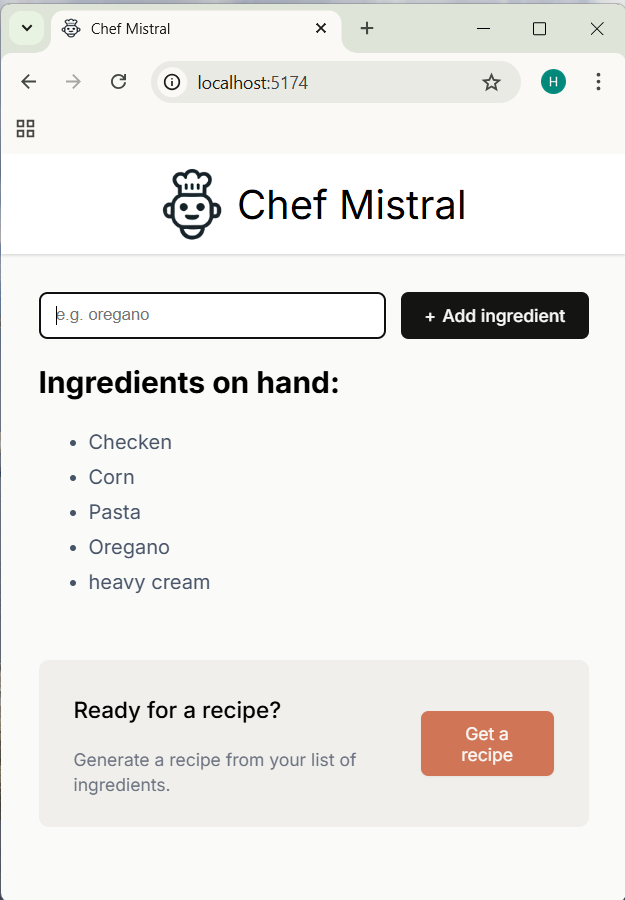 Chef Mistral
localhost:5174
H
Chef Mistral
e.g. oregano
+ Add ingredient
Ingredients on hand:
• Checken
• Corn
• Pasta
• Oregano
• heavy cream
Ready for a recipe?
Generate a recipe from your list of
ingredients.
Get a
recipe